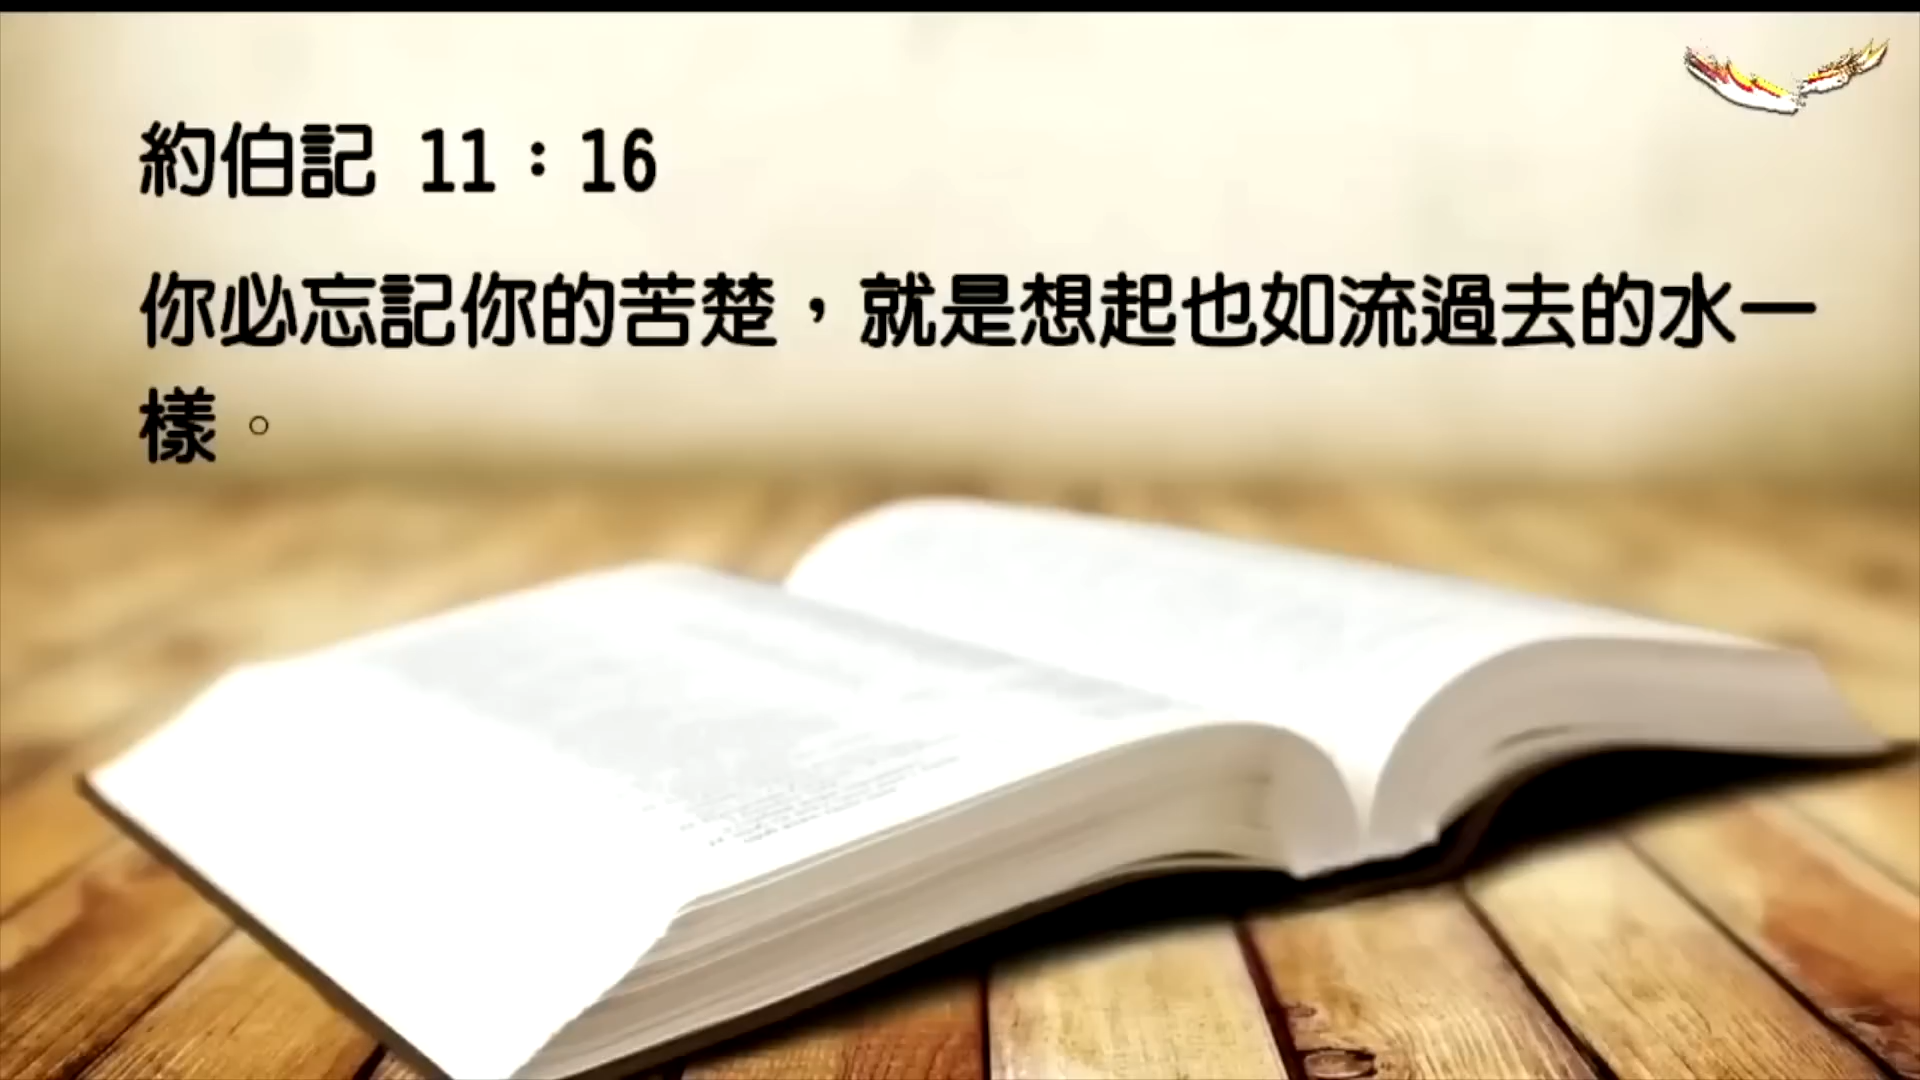 約伯記 11：16
你必忘記你的苦楚，就是想起也如流過去的水一
樣。